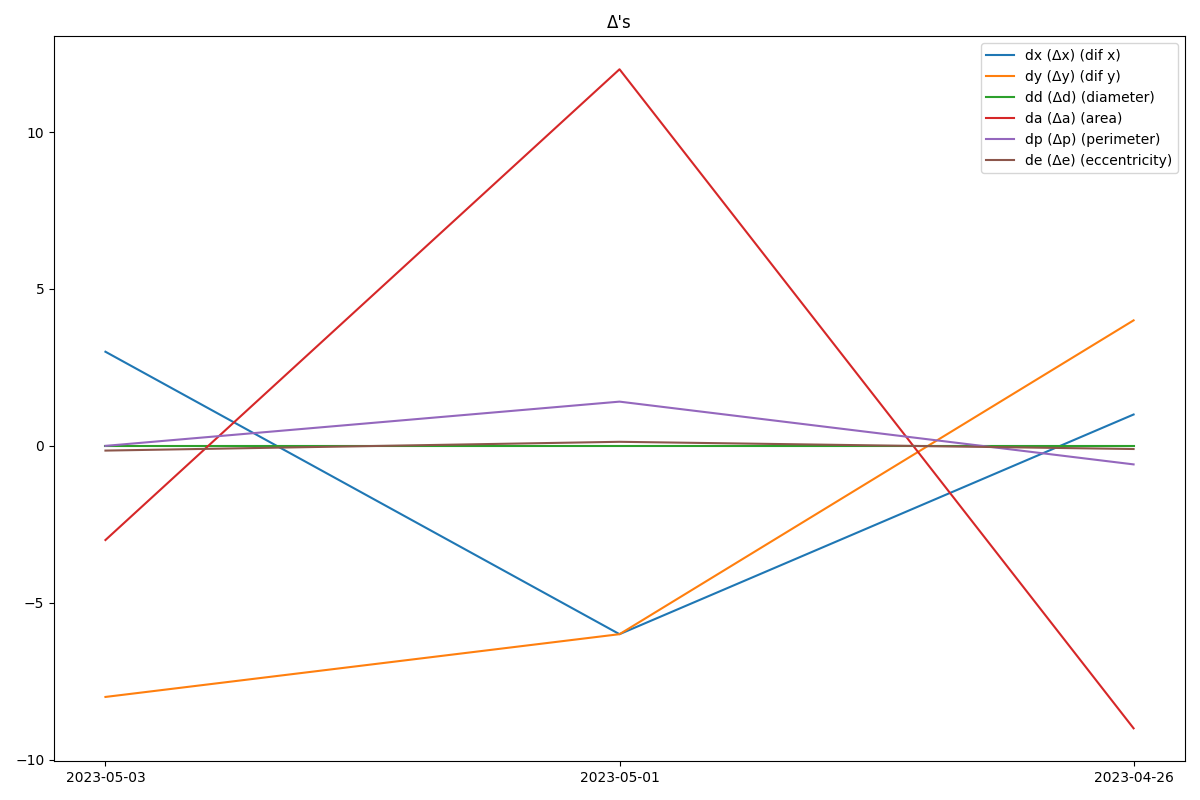 Δ's
dx (Δx) (dif x)
dy (Δy) (dif y)
dd (Δd) (diameter)
da (Δa) (area)
dp (Δp) (perimeter)
de (Δe) (eccentricity)
10
5
0
−5
−10
2023-05-03
2023-05-01
2023-04-26